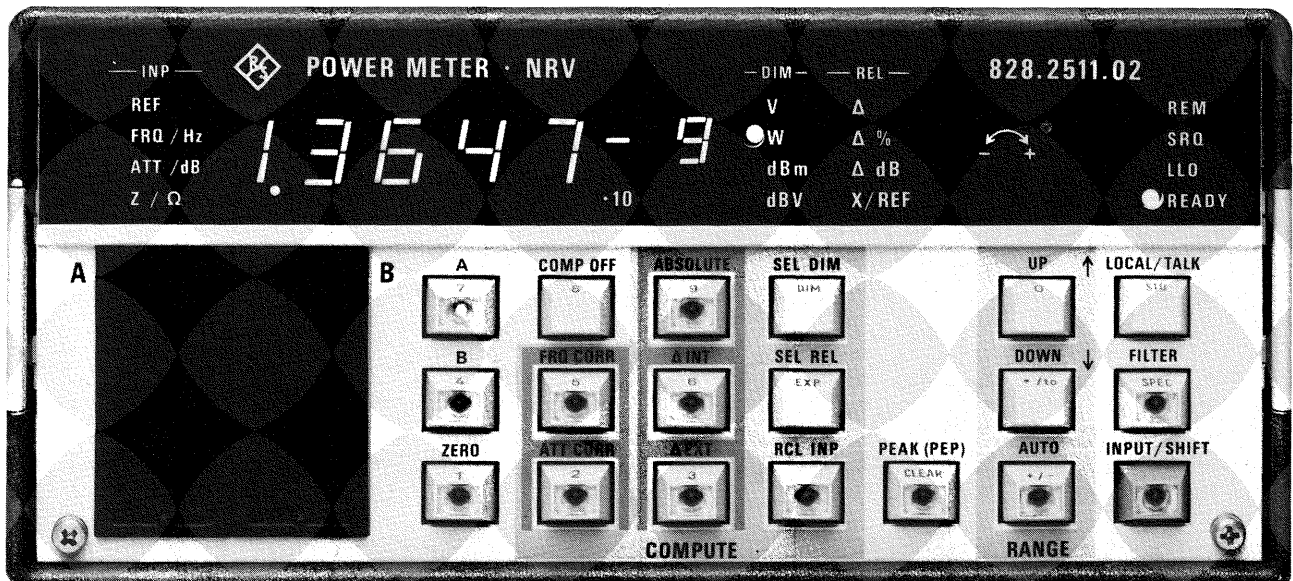 INP
R&S POWER METER · NRV
DIM
REL
828.2511.02
REF
FRQ / Hz
ATT / dB
Z / Ω
1.3647-9
·10
V
W
dBm
dBV
Δ
Δ %
Δ dB
X/REF
- +
REM
SRQ
LLO
READY
A
B
A
7
COMP OFF
8
ABSOLUTE
9
SEL DIM
DIM
UP ↑
0
LOCAL/TALK
STO
B
4
FRQ CORR
5
Δ INT
6
SEL REL
EXP
DOWN ↓
FILTER
SPEC
ZERO
1
ATT CORR
2
Δ EXT
3
RCL INP
PEAK (PEP)
CLEAR
AUTO
INPUT/SHIFT
COMPUTE
RANGE